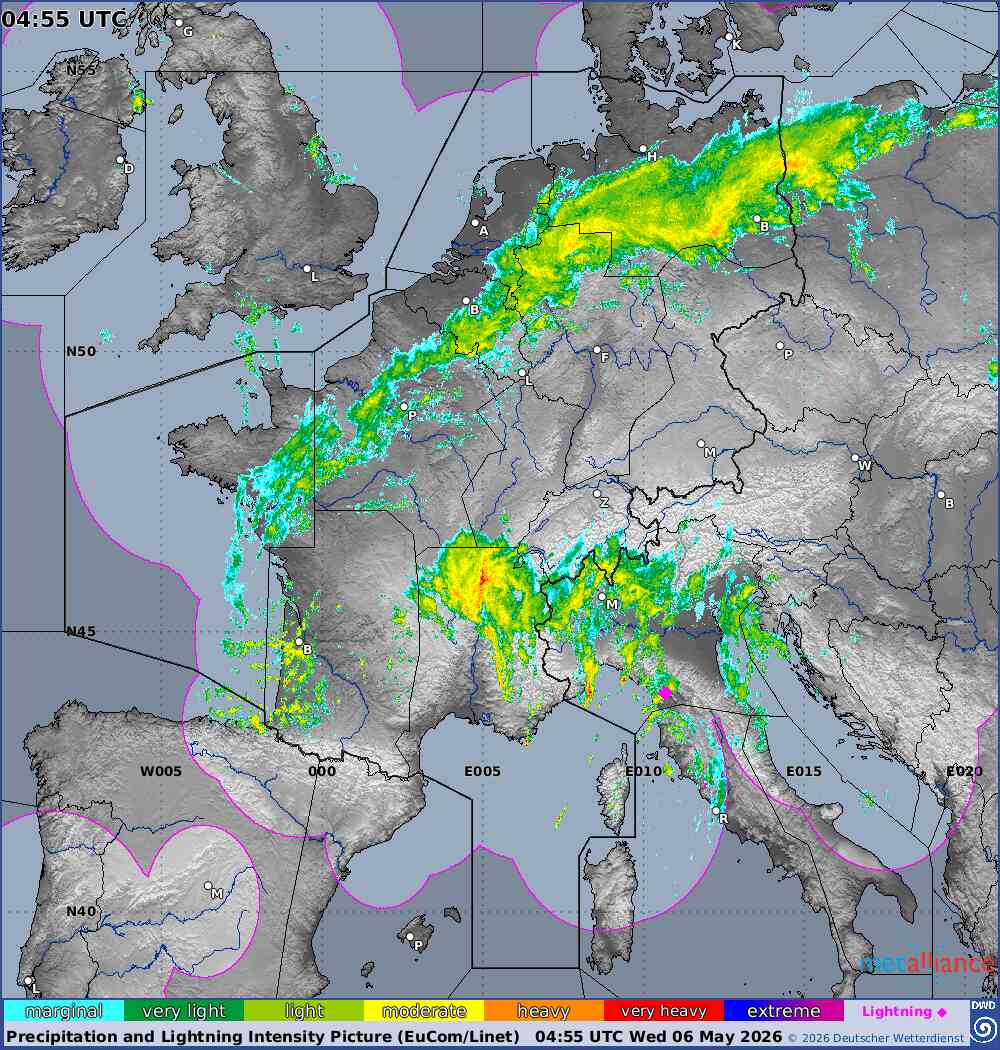 04:55 UTC
G
K
N55
D
H
A
B
L
B
N50
P
F
P
L
M
W
Z
B
M
N45
B
W005
000
E005
E010
E015
E020
R
M
N40
P
L
metalliance
marginal very light light moderate heavy very heavy extreme Lightning ◆
DWD
Precipitation and Lightning Intensity Picture (EuCom/Linet) 04:55 UTC Wed 06 May 2026 © 2026 Deutscher Wetterdienst